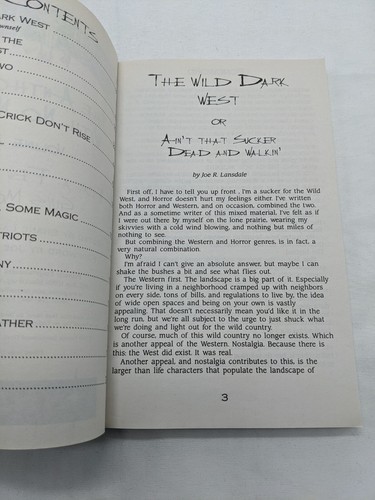 CONTENTS
ARK WEST
THE
ST
WO
CRICK DON'T RISE
SOME MAGIC
TRIOTS
NY
ATHER
THE WILD DARK
WEST
OR
AIN'T THAT SUCKER
DEAD AND WALKIN'
by Joe R. Lansdale
First off, I have to tell you up front , I'm a sucker for the Wild
West, and Horror doesn't hurt my feelings either. I've written
both Horror and Western, and on occasion, combined the two.
And as a sometime writer of this mixed material, I've felt as if
I were out there by myself on the lone prairie, wearing my
skivvies with a cold wind blowing, and nothing but miles of
nothing to see.
But combining the Western and Horror genres, is in fact, a
very natural combination.
Why?
I'm afraid I can't give an absolute answer, but maybe I can
shake the bushes a bit and see what flies out.
The Western first. The landscape is a big part of it. Especially
if you're living in a neighborhood cramped up with neighbors
on every side, tons of bills, and regulations to live by, the idea
of wide open spaces and being on your own is vastly
appealing. That doesn't necessarily mean you'd like it in the
long run, but we're all subject to the urge to just shuck what
we're doing and light out for the wild country.
Of course, much of this wild country no longer exists. Which
is another appeal of the Western. Nostalgia. Because there is
this: the West did exist. It was real.
Another appeal, and nostalgia contributes to this, is the
larger than life characters that populate the landscape of
3